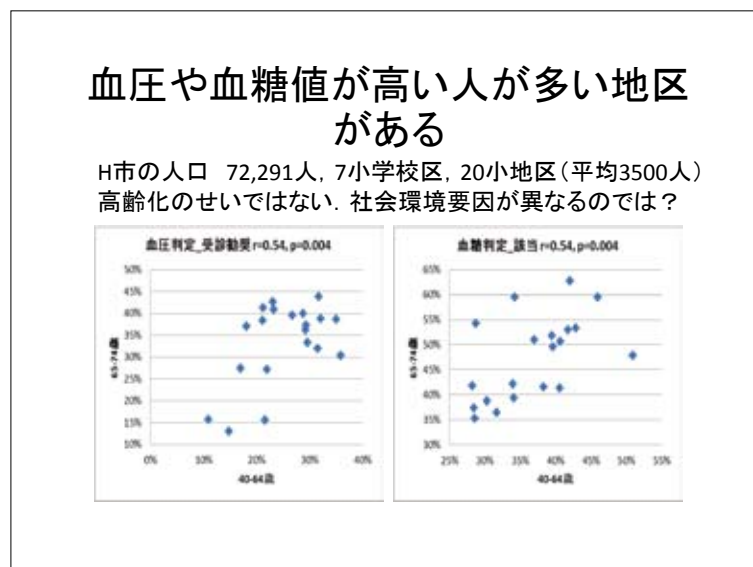 血圧や血糖値が高い人が多い地区
がある
H市の人口　72,291人，7小学校区，20小地区（平均3500人）
高齢化のせいではない．社会環境要因が異なるのでは？
血圧判定_受診勧奨 r=0.54, p=0.004
50%
45%
40%
35%
30%
25%
20%
15%
10%
0%
10%
20%
30%
40%
65-74歳
40-64歳
血糖判定_該当 r=0.54, p=0.004
65%
60%
55%
50%
45%
40%
35%
30%
25%
30%
35%
40%
45%
50%
55%
65-74歳
40-64歳